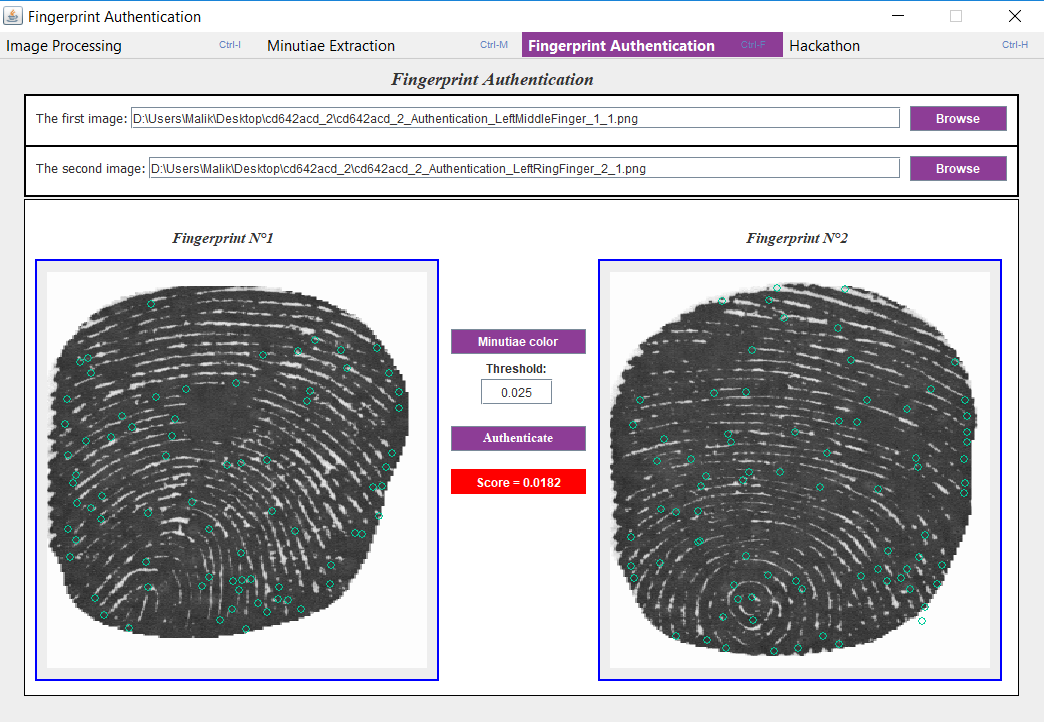 Fingerprint Authentication
Image Processing Ctrl-I Minutiae Extraction Ctrl-M Fingerprint Authentication Ctrl-F Hackathon Ctrl-H
Fingerprint Authentication
The first image: D:\Users\Malik\Desktop\cd642acd_2\cd642acd_2_Authentication_LeftMiddleFinger_1_1.png Browse
The second image: D:\Users\Malik\Desktop\cd642acd_2\cd642acd_2_Authentication_LeftRingFinger_2_1.png Browse
Fingerprint N°1 Fingerprint N°2
Minutiae color
Threshold:
0.025
Authenticate
Score = 0.0182